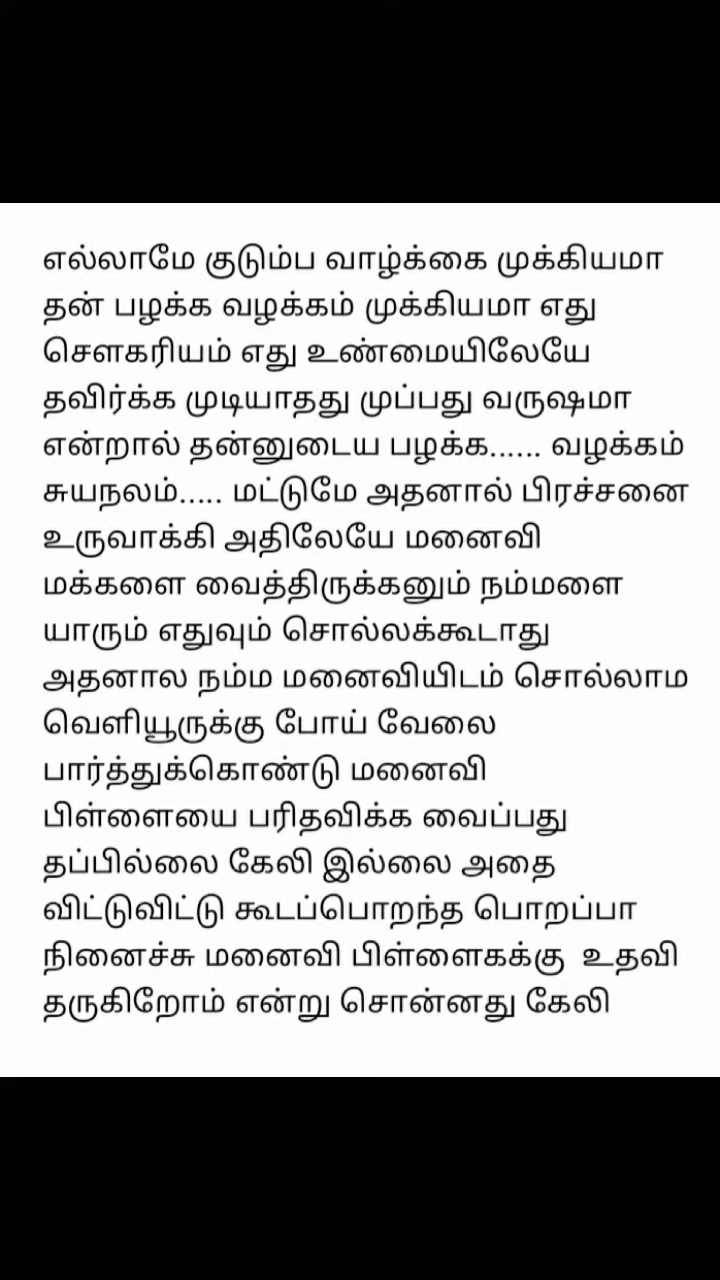 எல்லாமே குடும்ப வாழ்க்கை முக்கியமா
தன் பழக்க வழக்கம் முக்கியமா எது
சௌகரியம் எது உண்மையிலேயே
தவிர்க்க முடியாதது முப்பது வருஷமா
என்றால் தன்னுடைய பழக்க...... வழக்கம்
சுயநலம்..... மட்டுமே அதனால் பிரச்சனை
உருவாக்கி அதிலேயே மனைவி
மக்களை வைத்திருக்கனும் நம்மளை
யாரும் எதுவும் சொல்லக்கூடாது
அதனால நம்ம மனைவியிடம் சொல்லாம
வெளியூருக்கு போய் வேலை
பார்த்துக்கொண்டு மனைவி
பிள்ளையை பரிதவிக்க வைப்பது
தப்பில்லை கேலி இல்லை அதை
விட்டுவிட்டு கூடப்பொறந்த பொறப்பா
நினைச்சு மனைவி பிள்ளைகக்கு  உதவி
தருகிறோம் என்று சொன்னது கேலி